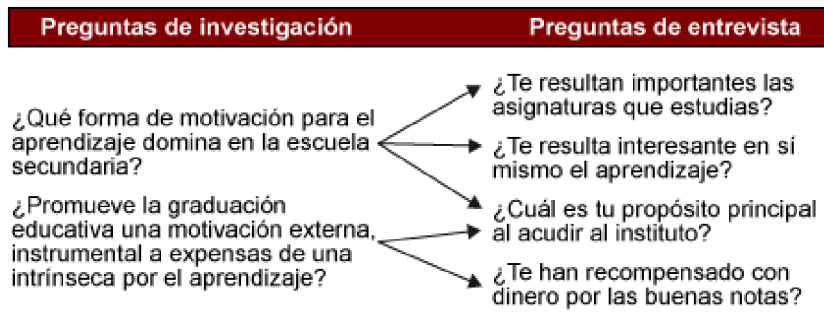 Preguntas de investigación
Preguntas de entrevista
¿Qué forma de motivación para el
aprendizaje domina en la escuela
secundaria?
¿Promueve la graduación
educativa una motivación externa,
instrumental a expensas de una
intrínseca por el aprendizaje?
¿Te resultan importantes las
asignaturas que estudias?
¿Te resulta interesante en sí
mismo el aprendizaje?
¿Cuál es tu propósito principal
al acudir al instituto?
¿Te han recompensado con
dinero por las buenas notas?